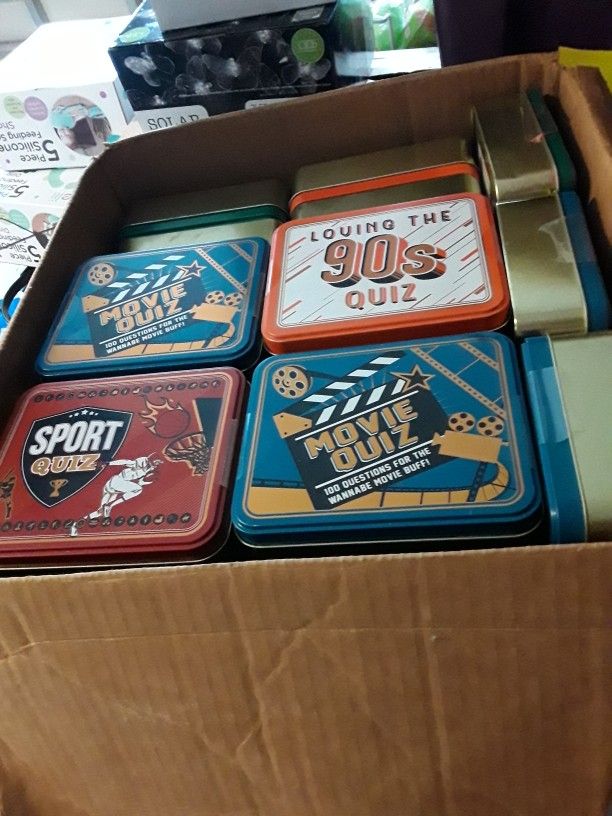 SOLAR
5 Piece
Silicone
Feeding S
LOVING THE
90s
QUIZ
MOVIE
QUIZ
100 QUESTIONS FOR THE
WANNABE MOVIE BUFF!
SPORT
QUIZ
MOVIE
QUIZ
100 QUESTIONS FOR THE
WANNABE MOVIE BUFF!